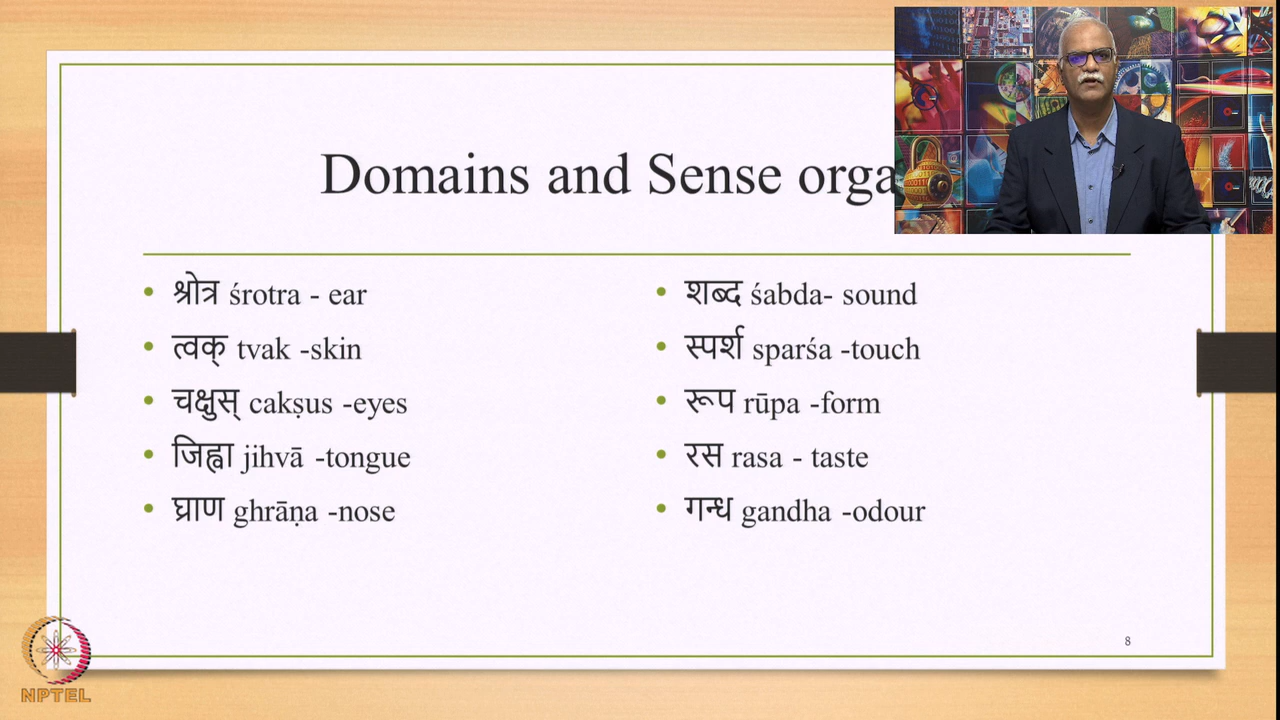 Domains and Sense orga
श्रोत्र śrotra - ear
त्वक् tvak -skin
चक्षुस् cakṣus -eyes
जिह्वा jihvā -tongue
घ्राण ghrāṇa -nose
शब्द śabda- sound
स्पर्श sparśa -touch
रूप rūpa -form
रस rasa - taste
गन्ध gandha -odour
8
NPTEL